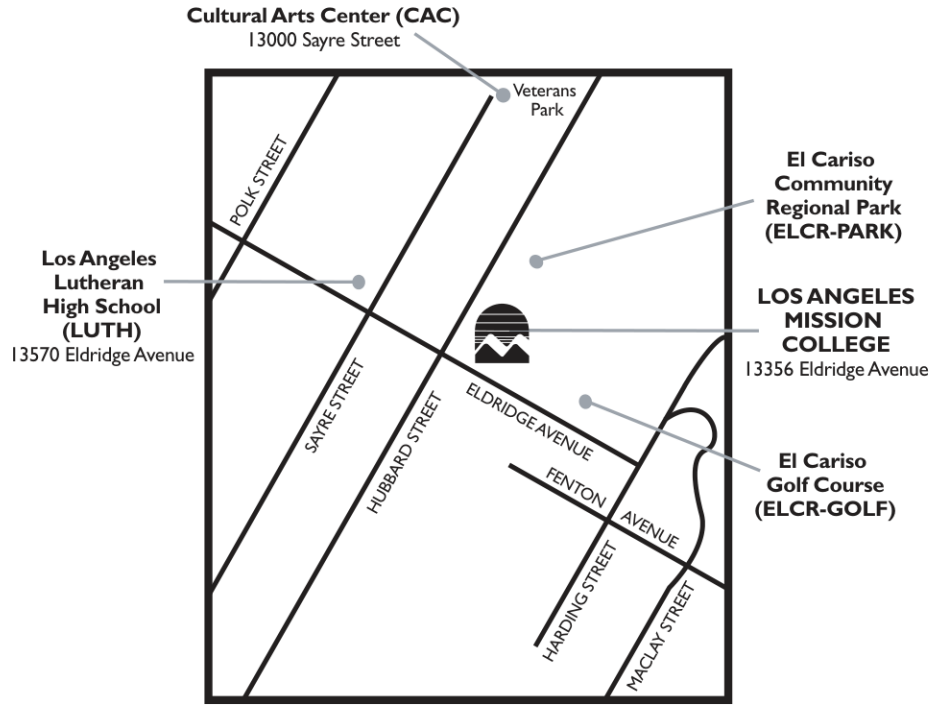 Cultural Arts Center (CAC)
13000 Sayre Street
Veterans
Park
POLK STREET
El Cariso
Community
Regional Park
(ELCR-PARK)
Los Angeles
Lutheran
High School
(LUTH)
13570 Eldridge Avenue
LOS ANGELES
MISSION
COLLEGE
13356 Eldridge Avenue
SAYRE STREET
HUBBARD STREET
ELDRIDGE AVENUE
FENTON AVENUE
El Cariso
Golf Course
(ELCR-GOLF)
HARDING STREET
MACLAY STREET